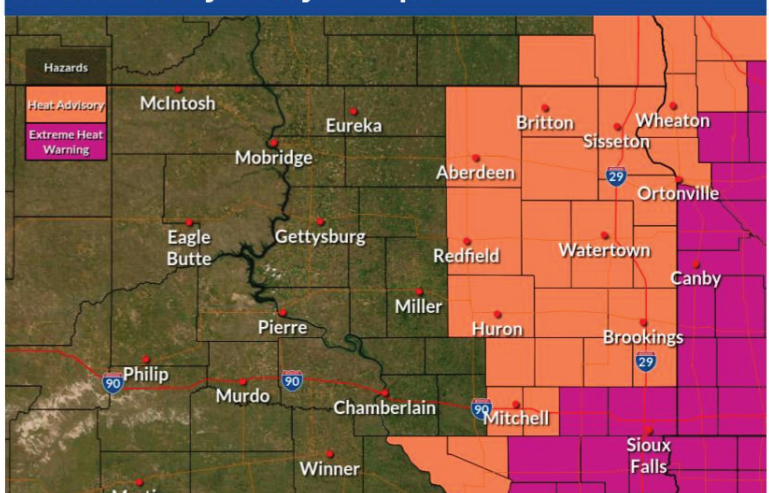 Hazards
Heat Advisory
Extreme Heat
Warning
McIntosh
Eureka
Britton
Wheaton
Sisseton
Mobridge
Aberdeen
29
Ortonville
Eagle
Butte
Gettysburg
Redfield
Watertown
Canby
Miller
Pierre
Huron
Brookings
29
Philip
90
90
Murdo
Chamberlain
90
Mitchell
Sioux
Falls
Winner